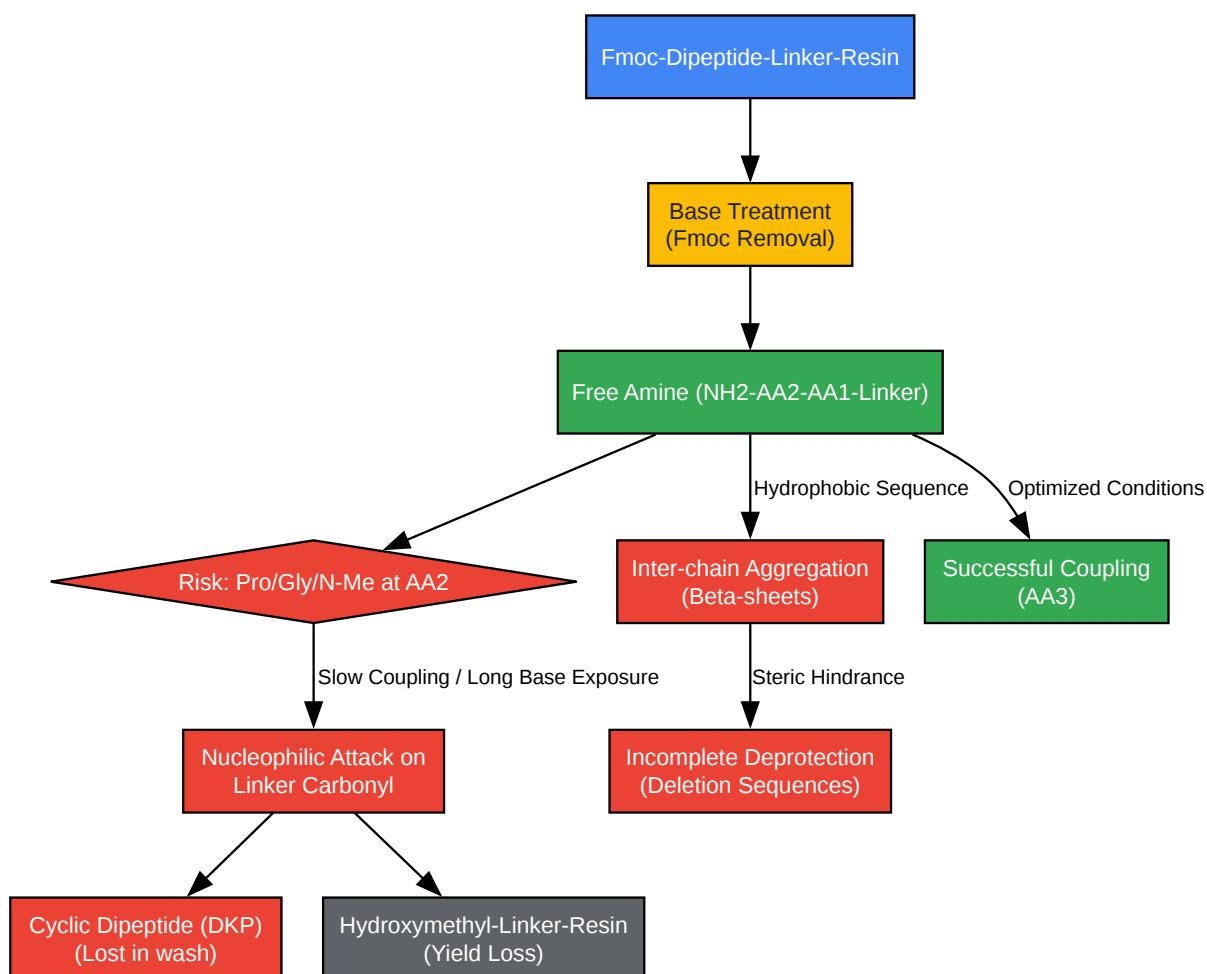 Fmoc-Dipeptide-Linker-Resin
Base Treatment
(Fmoc Removal)
Free Amine (NH2-AA2-AA1-Linker)
Hydrophobic Sequence
Optimized Conditions
Risk: Pro/Gly/N-Me at AA2
Inter-chain Aggregation
(Beta-sheets)
Successful Coupling
(AA3)
Slow Coupling / Long Base Exposure
Steric Hindrance
Nucleophilic Attack on
Linker Carbonyl
Incomplete Deprotection
(Deletion Sequences)
Cyclic Dipeptide (DKP)
(Lost in wash)
Hydroxymethyl-Linker-Resin
(Yield Loss)